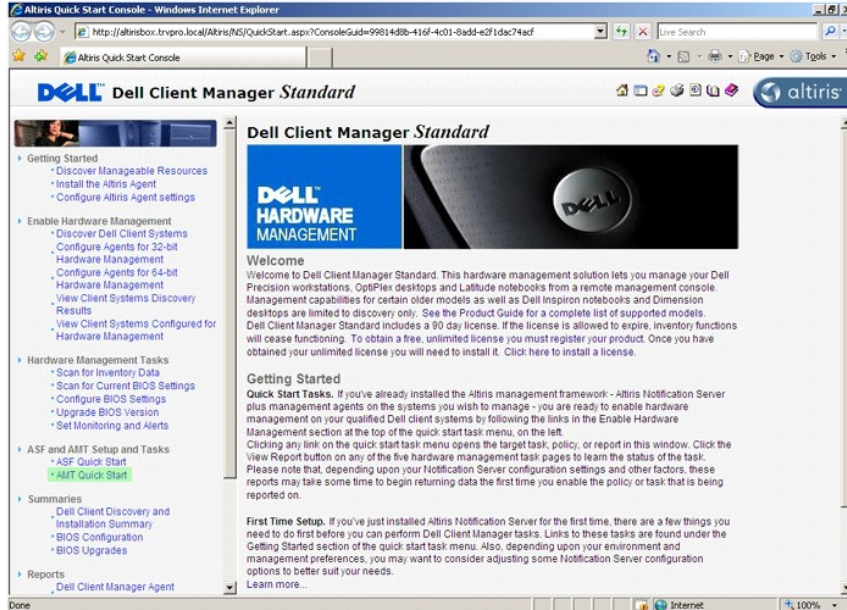 Altiris Quick Start Console - Windows Internet Explorer
http://altirisbox.trvpro.local/Altiris/NS/QuickStart.aspx?ConsoleGuid=99814d8b-416f-4c01-8add-e2f1dac74acf
Live Search
Altiris Quick Start Console
Page
Tools
DELL Dell Client Manager Standard
altiris
Getting Started
Discover Manageable Resources
Install the Altiris Agent
Configure Altiris Agent settings
Enable Hardware Management
Discover Dell Client Systems
Configure Agents for 32-bit
Hardware Management
Configure Agents for 64-bit
Hardware Management
View Client Systems Discovery
Results
View Client Systems Configured for
Hardware Management
Hardware Management Tasks
Scan for Inventory Data
Scan for Current BIOS Settings
Configure BIOS Settings
Upgrade BIOS Version
Set Monitoring and Alerts
ASF and AMT Setup and Tasks
ASF Quick Start
AMT Quick Start
Summaries
Dell Client Discovery and
Installation Summary
BIOS Configuration
BIOS Upgrades
Reports
Dell Client Manager Agent
Dell Client Manager Standard
DELL
HARDWARE
MANAGEMENT
DELL
Welcome
Welcome to Dell Client Manager Standard. This hardware management solution lets you manage your Dell
Precision workstations, OptiPlex desktops and Latitude notebooks from a remote management console.
Management capabilities for certain older models as well as Dell Inspiron notebooks and Dimension
desktops are limited to discovery only. See the Product Guide for a complete list of supported models.
Dell Client Manager Standard includes a 90 day license. If the license is allowed to expire, inventory functions
will cease functioning. To obtain a free, unlimited license you must register your product. Once you have
obtained your unlimited license you will need to install it. Click here to install a license.
Getting Started
Quick Start Tasks. If you've already installed the Altiris management framework - Altiris Notification Server
plus management agents on the systems you wish to manage - you are ready to enable hardware
management on your qualified Dell client systems by following the links in the Enable Hardware
Management section at the top of the quick start task menu, on the left.
Clicking any link on the quick start task menu opens the target task, policy, or report in this window. Click the
View Report button on any of the five hardware management task pages to learn the status of the task.
Please note that, depending upon your Notification Server configuration settings and other factors, these
reports may take some time to begin returning data the first time you enable the policy or task that is being
reported on.
First Time Setup. If you've just installed Altiris Notification Server for the first time, there are a few things you
need to do first before you can perform Dell Client Manager tasks. Links to these tasks are found under the
Getting Started section of the quick start task menu. Also, depending upon your environment and
management preferences, you may want to consider adjusting some Notification Server configuration
options to better suit your needs.
Learn more...
Done
Internet
100%